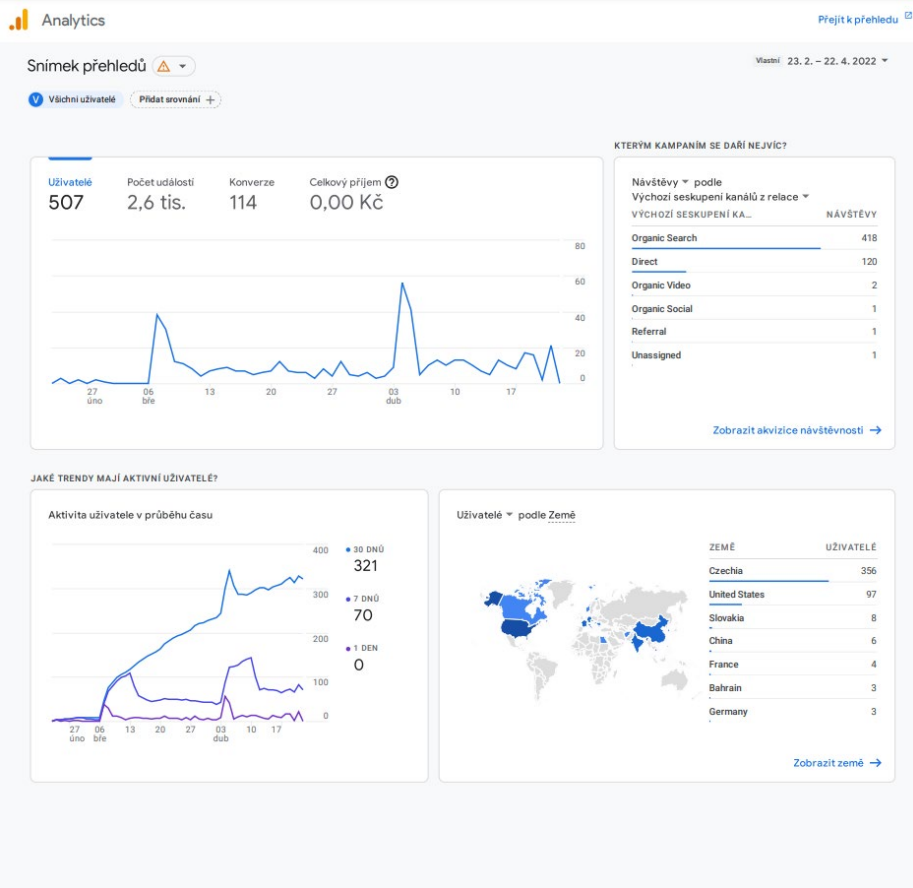 Analytics
Přejít k přehledu
Snímek přehledů
Vlastní 23. 2. – 22. 4. 2022
V Všichni uživatelé
Přidat srovnání +
KTERÝM KAMPANÍM SE DAŘÍ NEJVÍC?
Uživatelé Počet událostí Konverze Celkový příjem ?
507 2,6 tis. 114 0,00 Kč
80
60
40
20
0
27 06 13 20 27 03 10 17
úno bře dub
Návštěvy podle
Výchozí seskupení kanálů z relace
VÝCHOZÍ SESKUPENÍ KA… NÁVŠTĚVY
Organic Search 418
Direct 120
Organic Video 2
Organic Social 1
Referral 1
Unassigned 1
Zobrazit akvizice návštěvnosti →
JAKÉ TRENDY MAJÍ AKTIVNÍ UŽIVATELÉ?
Aktivita uživatele v průběhu času
400
300
200
100
0
27 06 13 20 27 03 10 17
úno bře dub
30 DNŮ
321
7 DNŮ
70
1 DEN
0
Uživatelé podle Země
ZEMĚ UŽIVATELÉ
Czechia 356
United States 97
Slovakia 8
China 6
France 4
Bahrain 3
Germany 3
Zobrazit země →